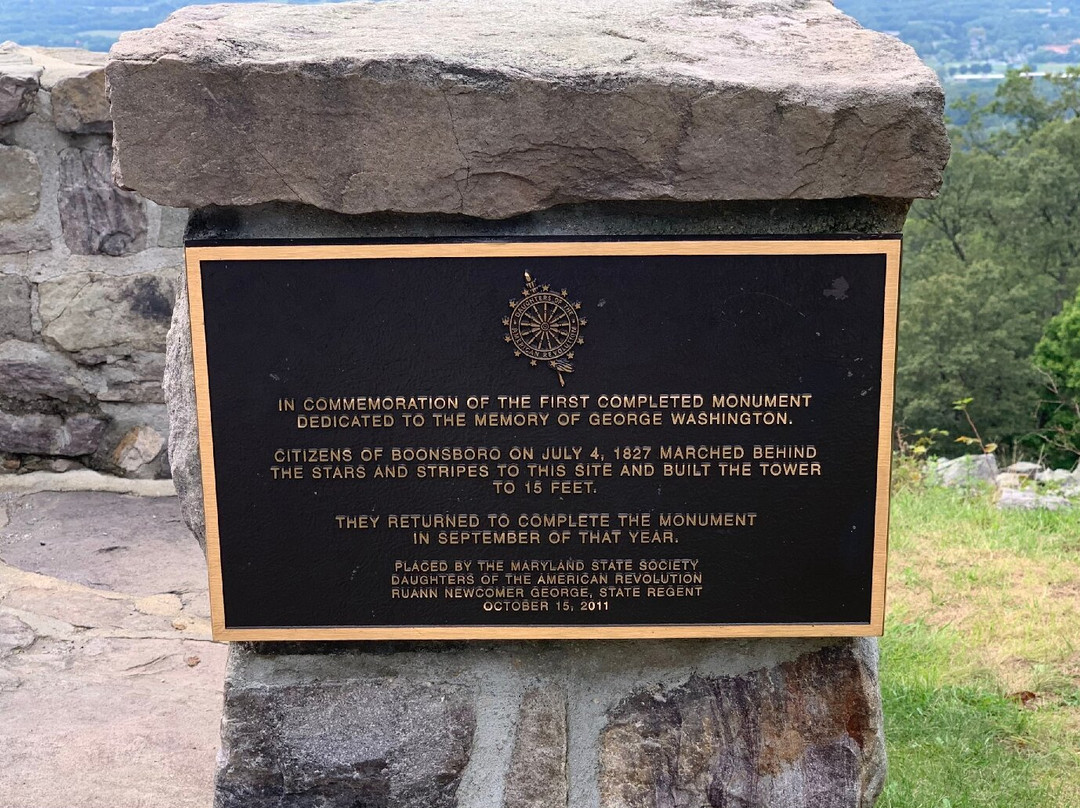 DAUGHTERS OF THE
AMERICAN REVOLUTION
IN COMMEMORATION OF THE FIRST COMPLETED MONUMENT
DEDICATED TO THE MEMORY OF GEORGE WASHINGTON.
CITIZENS OF BOONSBORO ON JULY 4, 1827 MARCHED BEHIND
THE STARS AND STRIPES TO THIS SITE AND BUILT THE TOWER
TO 15 FEET.
THEY RETURNED TO COMPLETE THE MONUMENT
IN SEPTEMBER OF THAT YEAR.
PLACED BY THE MARYLAND STATE SOCIETY
DAUGHTERS OF THE AMERICAN REVOLUTION
RUANN NEWCOMER GEORGE, STATE REGENT
OCTOBER 15, 2011